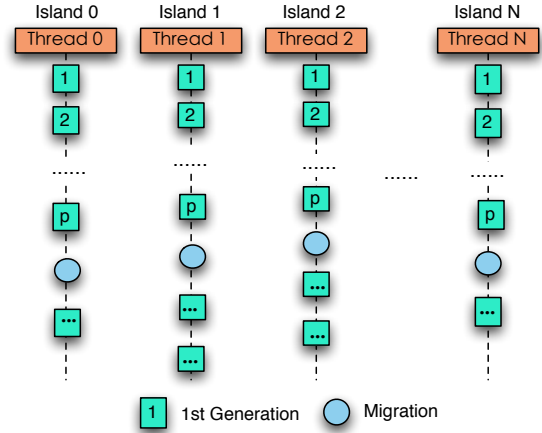 Island 0 Island 1 Island 2 Island N
Thread 0 Thread 1 Thread 2 Thread N
1 1 1 1
2 2 2 2
...... ...... ...... ...... ......
p p p p
... ... ... ...
... ...
1 1st Generation Migration